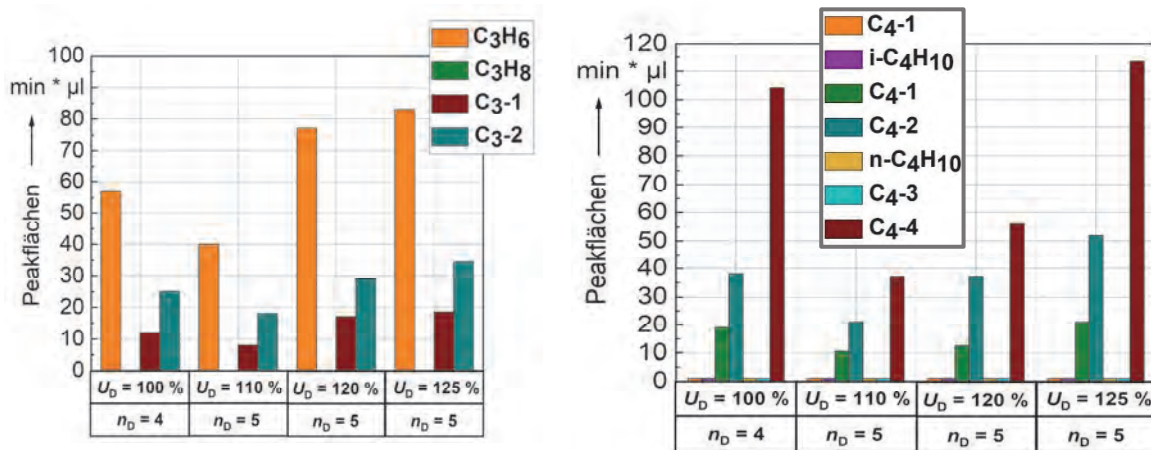 C3H6
C3H8
C3-1
C3-2
100
min * µl
80
70
60
50
40
30
20
10
0
Peakflächen
UD = 100 % UD = 110 % UD = 120 % UD = 125 %
nD = 4 nD = 5 nD = 5 nD = 5
C4-1
i-C4H10
C4-1
C4-2
n-C4H10
C4-3
C4-4
120
min * µl
100
90
80
70
60
50
40
30
20
10
0
Peakflächen
UD = 100 % UD = 110 % UD = 120 % UD = 125 %
nD = 4 nD = 5 nD = 5 nD = 5